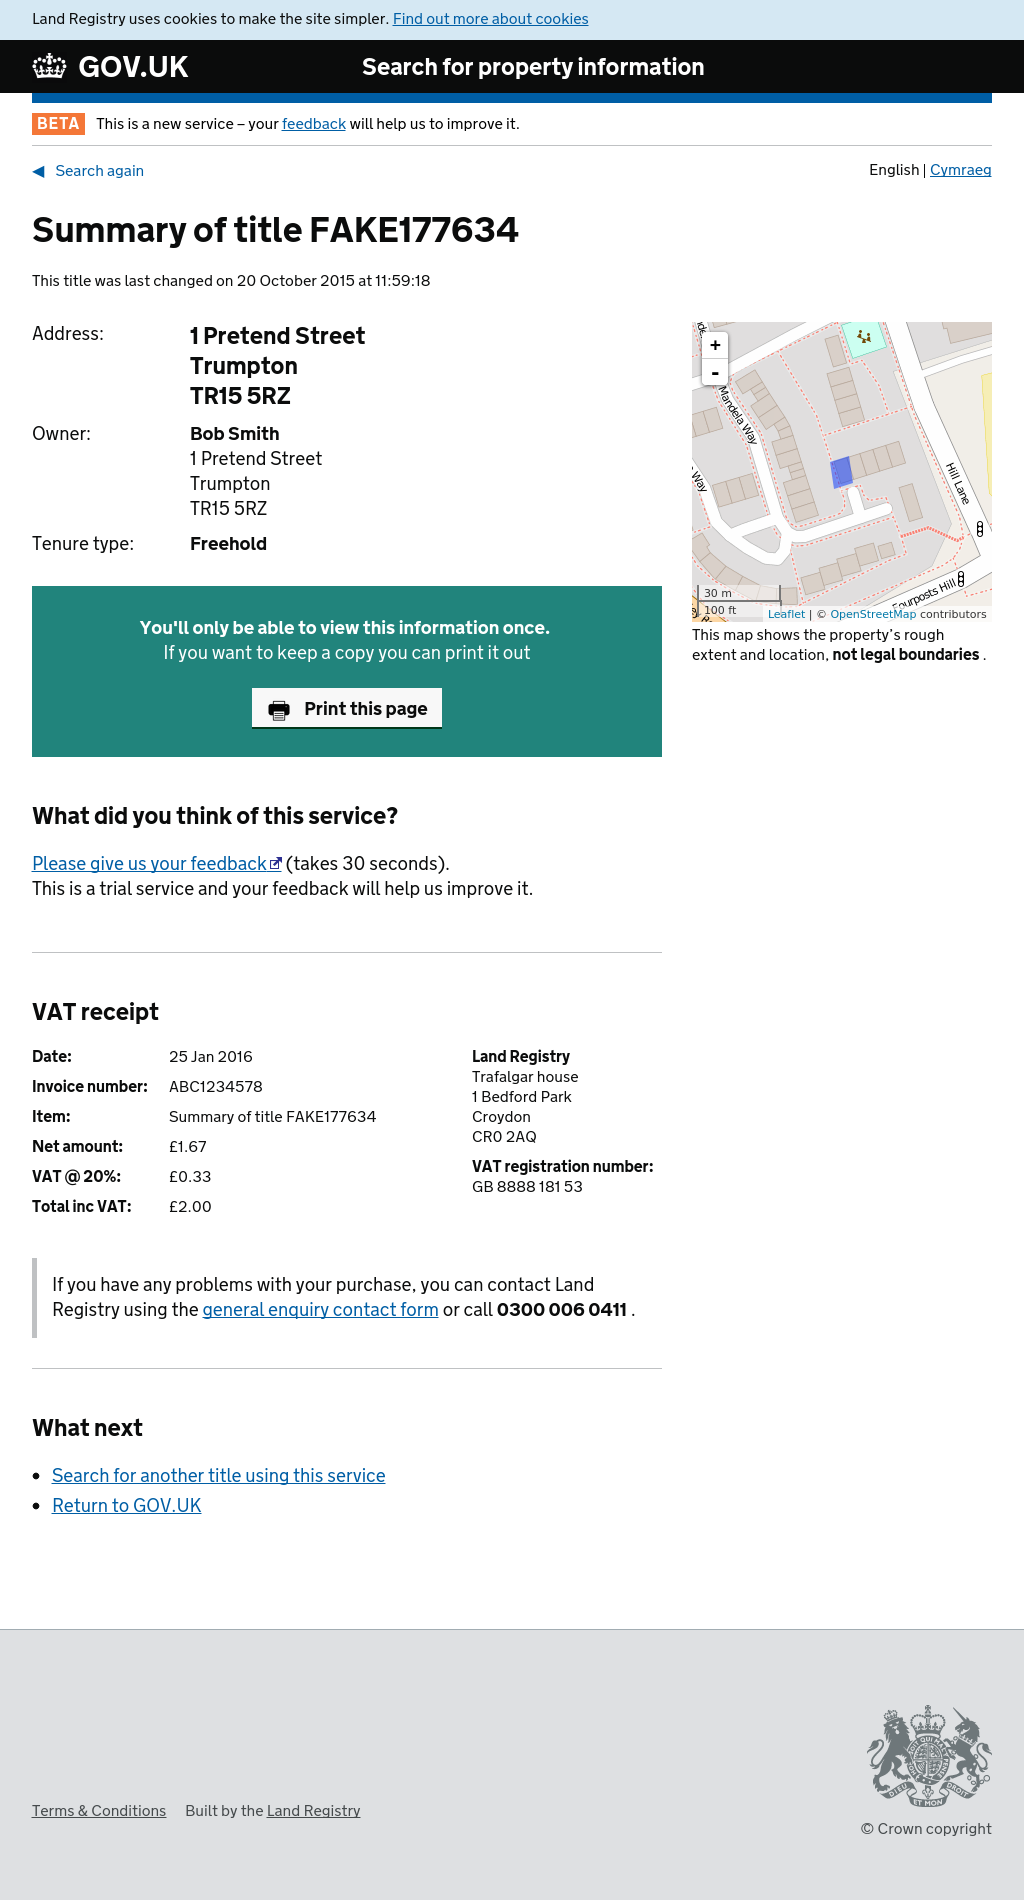 Land Registry uses cookies to make the site simpler. Find out more about cookies
GOV.UK
Search for property information
BETA This is a new service – your feedback will help us to improve it.
◀ Search again
English | Cymraeg
Summary of title FAKE177634
This title was last changed on 20 October 2015 at 11:59:18
Address:
1 Pretend Street
Trumpton
TR15 5RZ
Owner:
Bob Smith
1 Pretend Street
Trumpton
TR15 5RZ
Tenure type:
Freehold
+
-
Mandela Way
Way
Hill Lane
Fourposts Hill
30 m
100 ft
Leaflet | © OpenStreetMap contributors
This map shows the property's rough
extent and location, not legal boundaries .
You'll only be able to view this information once.
If you want to keep a copy you can print it out
Print this page
What did you think of this service?
Please give us your feedback (takes 30 seconds).
This is a trial service and your feedback will help us improve it.
VAT receipt
Date: 25 Jan 2016
Invoice number: ABC1234578
Item: Summary of title FAKE177634
Net amount: £1.67
VAT @ 20%: £0.33
Total inc VAT: £2.00
Land Registry
Trafalgar house
1 Bedford Park
Croydon
CR0 2AQ
VAT registration number:
GB 8888 181 53
If you have any problems with your purchase, you can contact Land
Registry using the general enquiry contact form or call 0300 006 0411 .
What next
• Search for another title using this service
• Return to GOV.UK
Terms & Conditions Built by the Land Registry
DIEU ET MON DROIT
© Crown copyright